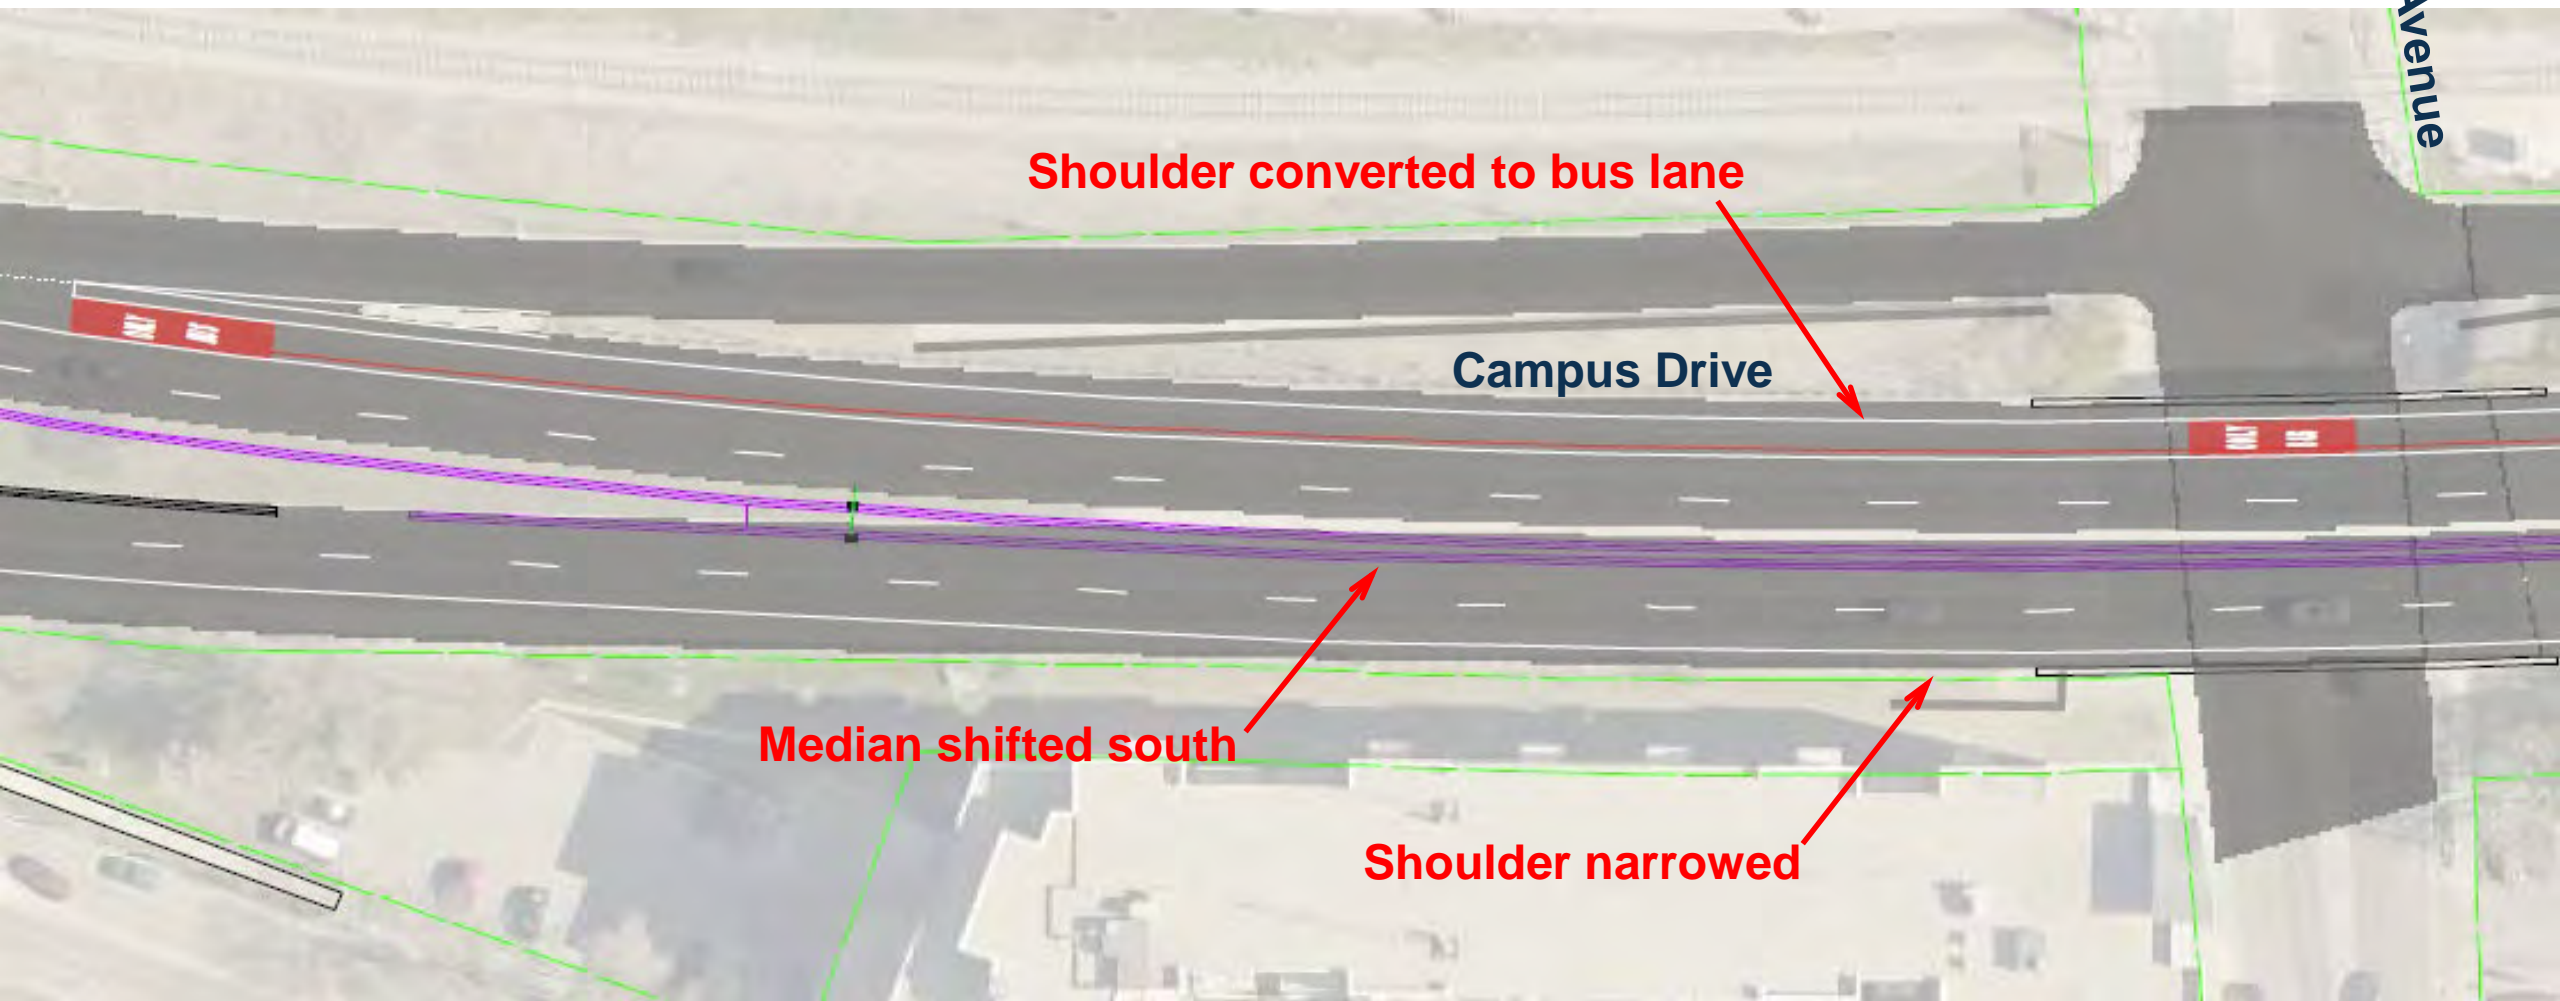 Avenue
Shoulder converted to bus lane
Campus Drive
Median shifted south
Shoulder narrowed